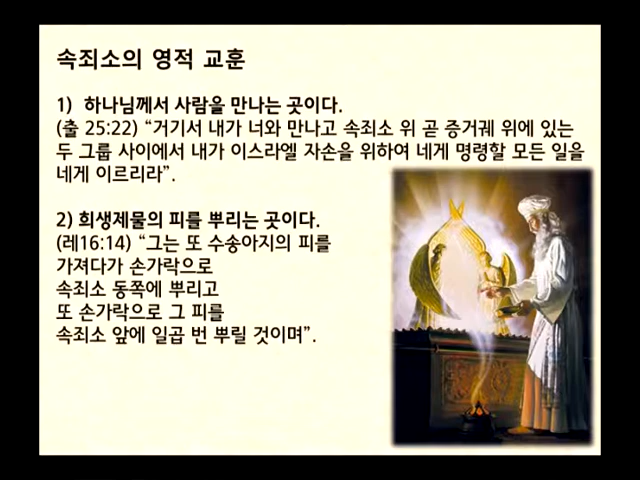 속죄소의 영적 교훈
1) 하나님께서 사람을 만나는 곳이다.
(출 25:22) “거기서 내가 너와 만나고 속죄소 위 곧 증거궤 위에 있는
두 그룹 사이에서 내가 이스라엘 자손을 위하여 네게 명령할 모든 일을
네게 이르리라”.
2) 희생제물의 피를 뿌리는 곳이다.
(레16:14) “그는 또 수송아지의 피를
가져다가 손가락으로
속죄소 동쪽에 뿌리고
또 손가락으로 그 피를
속죄소 앞에 일곱 번 뿌릴 것이며”.